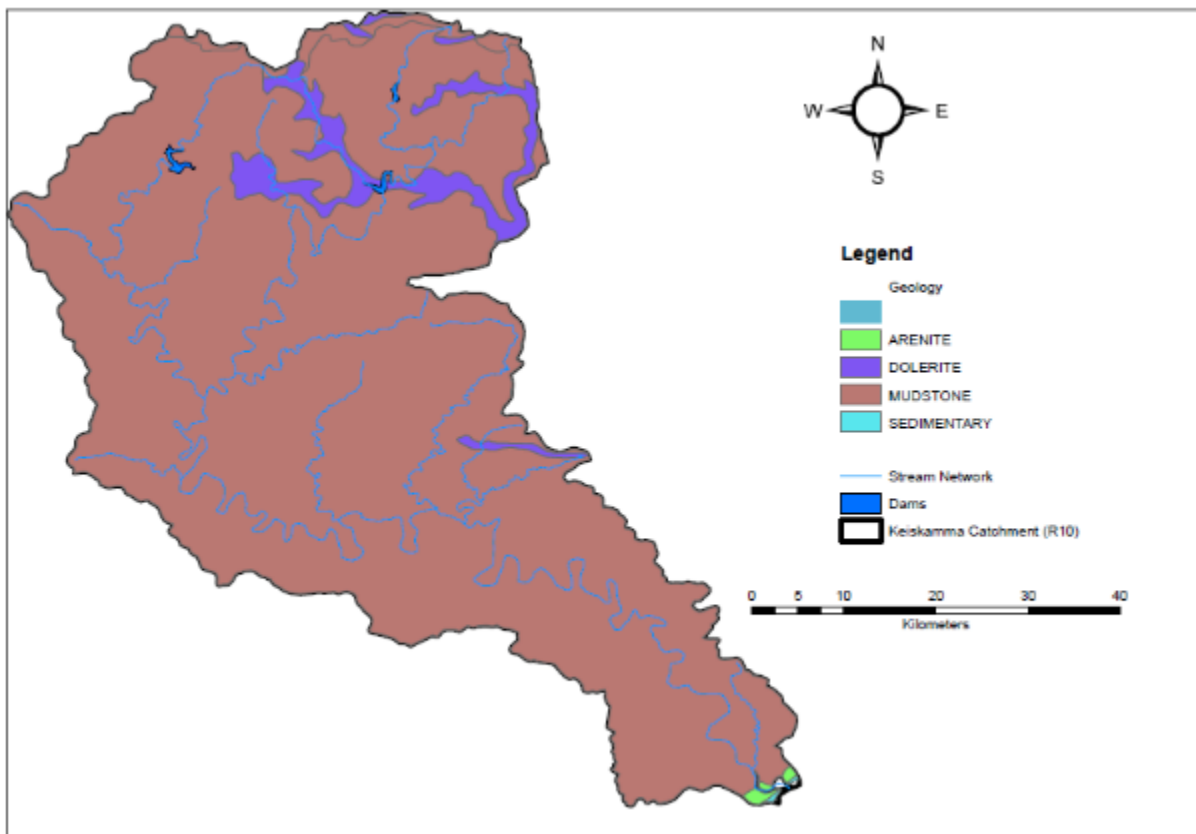 N
W E
S
Legend
Geology
ARENITE
DOLERITE
MUDSTONE
SEDIMENTARY
Stream Network
Dams
Keiskamma Catchment (R10)
0 5 10 20 30 40
Kilometers